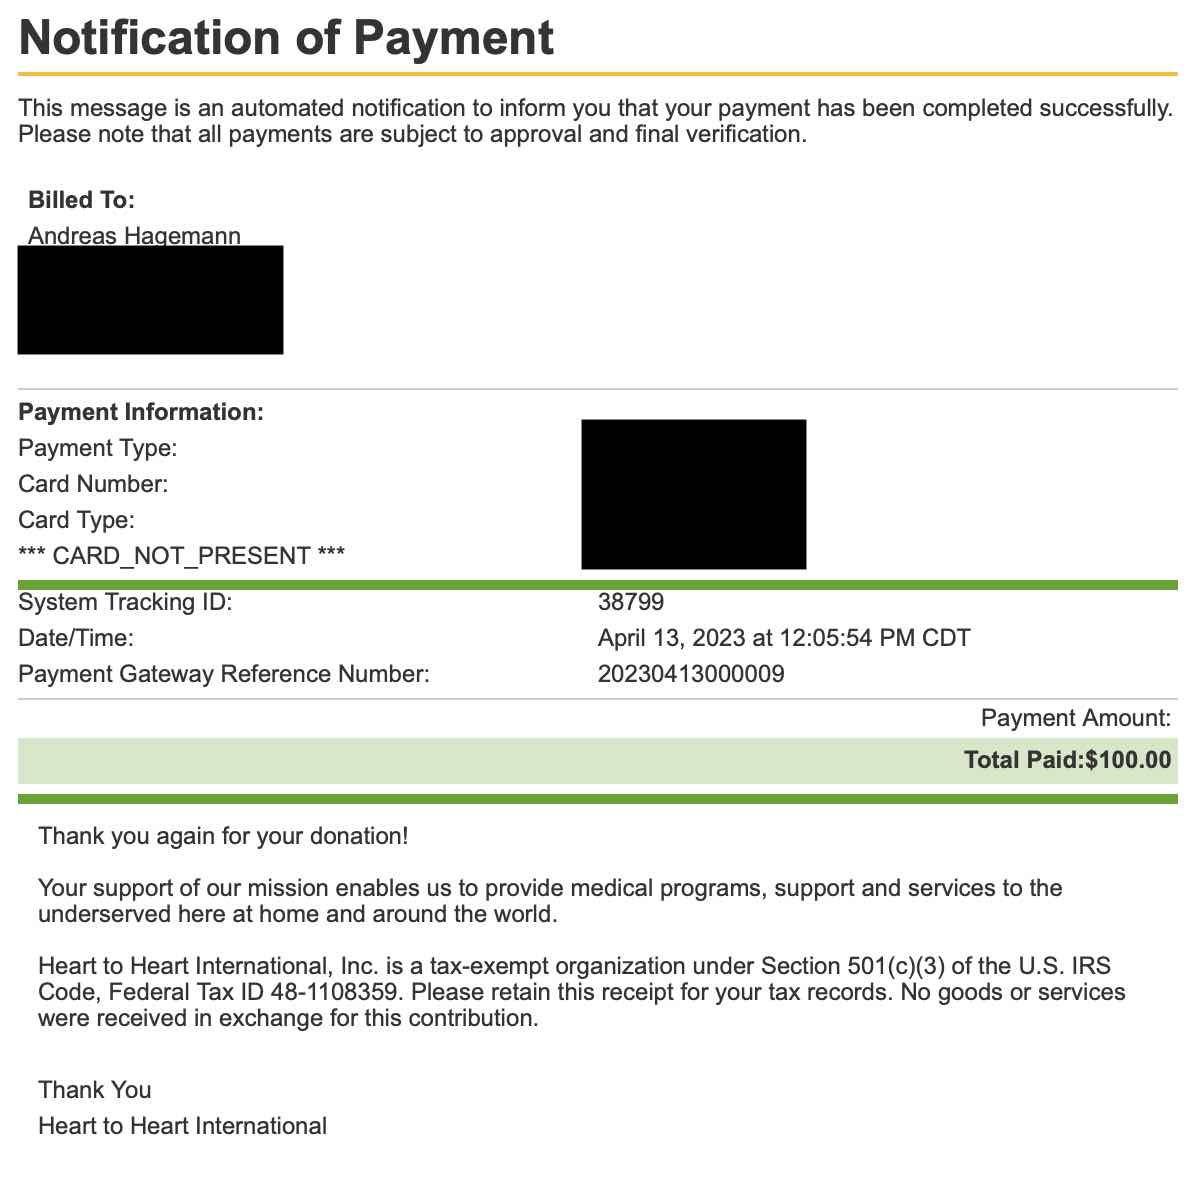 Notification of Payment
This message is an automated notification to inform you that your payment has been completed successfully.
Please note that all payments are subject to approval and final verification.
Billed To:
Andreas Hagemann
Payment Information:
Payment Type:
Card Number:
Card Type:
*** CARD_NOT_PRESENT ***
System Tracking ID: 38799
Date/Time: April 13, 2023 at 12:05:54 PM CDT
Payment Gateway Reference Number: 20230413000009
Payment Amount:
Total Paid:$100.00
Thank you again for your donation!
Your support of our mission enables us to provide medical programs, support and services to the
underserved here at home and around the world.
Heart to Heart International, Inc. is a tax-exempt organization under Section 501(c)(3) of the U.S. IRS
Code, Federal Tax ID 48-1108359. Please retain this receipt for your tax records. No goods or services
were received in exchange for this contribution.
Thank You
Heart to Heart International